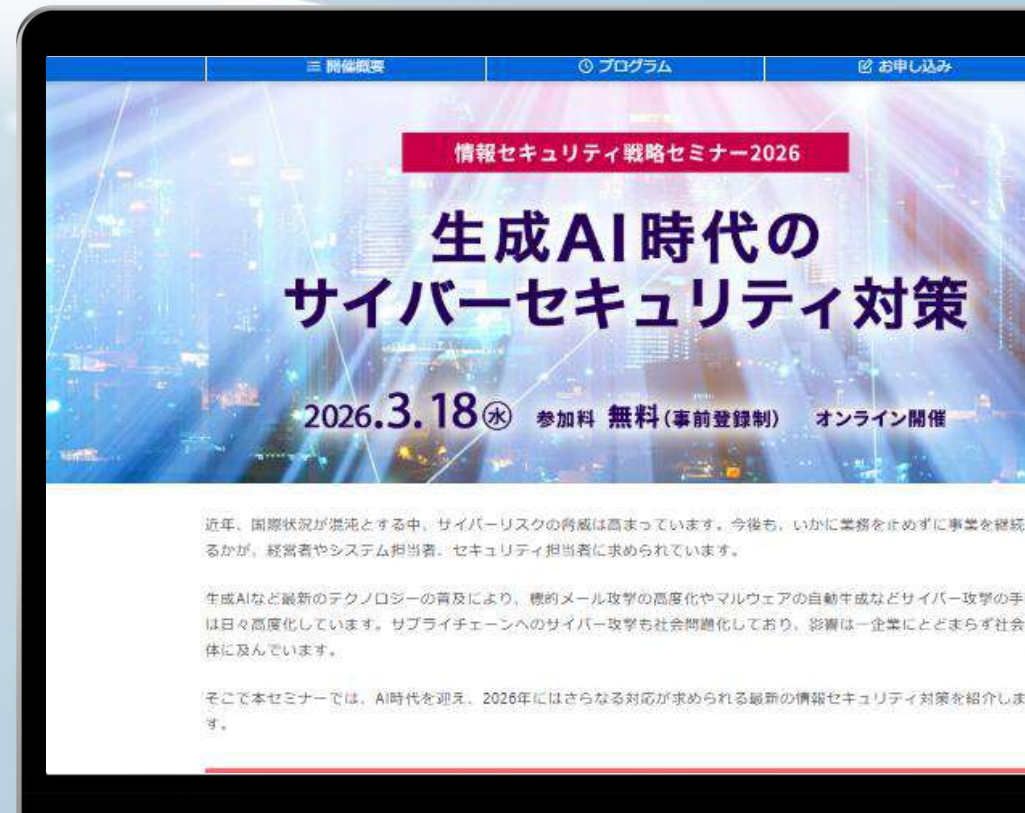 開催概要
プログラム
お申し込み
情報セキュリティ戦略セミナー2026
生成AI時代の
サイバーセキュリティ対策
2026.3.18㊌ 参加料 無料(事前登録制) オンライン開催
近年、国際状況が混沌とする中、サイバーリスクの脅威は高まっています。今後も、いかに業務を止めずに事業を継続
るかが、経営者やシステム担当者、セキュリティ担当者に求められています。
生成AIなど最新のテクノロジーの普及により、標的メール攻撃の高度化やマルウェアの自動生成などサイバー攻撃の手
は日々高度化しています。サプライチェーンへのサイバー攻撃も社会問題化しており、影響は一企業にとどまらず社会
体に及んでいます。
そこで本セミナーでは、AI時代を迎え、2026年にはさらなる対応が求められる最新の情報セキュリティ対策を紹介しま
す。